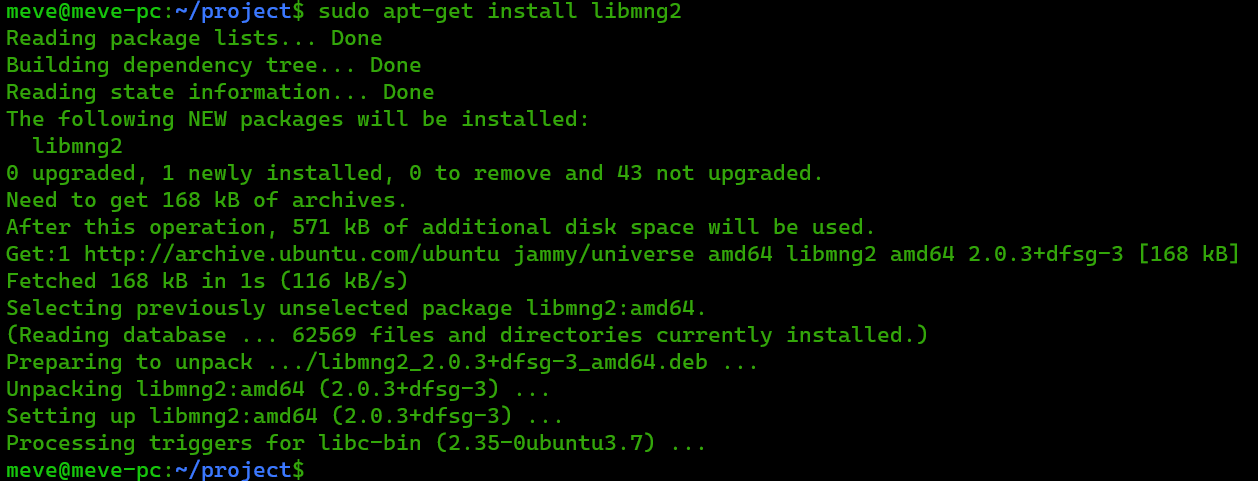 meve@meve-pc:~/project$ sudo apt-get install libmng2
Reading package lists... Done
Building dependency tree... Done
Reading state information... Done
The following NEW packages will be installed:
  libmng2
0 upgraded, 1 newly installed, 0 to remove and 43 not upgraded.
Need to get 168 kB of archives.
After this operation, 571 kB of additional disk space will be used.
Get:1 http://archive.ubuntu.com/ubuntu jammy/universe amd64 libmng2 amd64 2.0.3+dfsg-3 [168 kB]
Fetched 168 kB in 1s (116 kB/s)
Selecting previously unselected package libmng2:amd64.
(Reading database ... 62569 files and directories currently installed.)
Preparing to unpack .../libmng2_2.0.3+dfsg-3_amd64.deb ...
Unpacking libmng2:amd64 (2.0.3+dfsg-3) ...
Setting up libmng2:amd64 (2.0.3+dfsg-3) ...
Processing triggers for libc-bin (2.35-0ubuntu3.7) ...
meve@meve-pc:~/project$